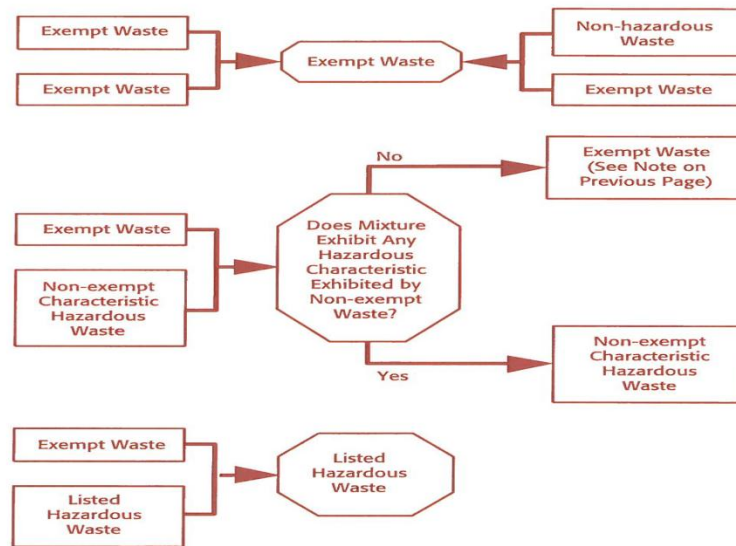 Exempt Waste
Exempt Waste
Exempt Waste
Non-hazardous
Waste
Exempt Waste
No
Exempt Waste
(See Note on
Previous Page)
Exempt Waste
Non-exempt
Characteristic
Hazardous
Waste
Does Mixture
Exhibit Any
Hazardous
Characteristic
Exhibited by
Non-exempt
Waste?
Yes
Non-exempt
Characteristic
Hazardous
Waste
Exempt Waste
Listed
Hazardous
Waste
Listed
Hazardous
Waste